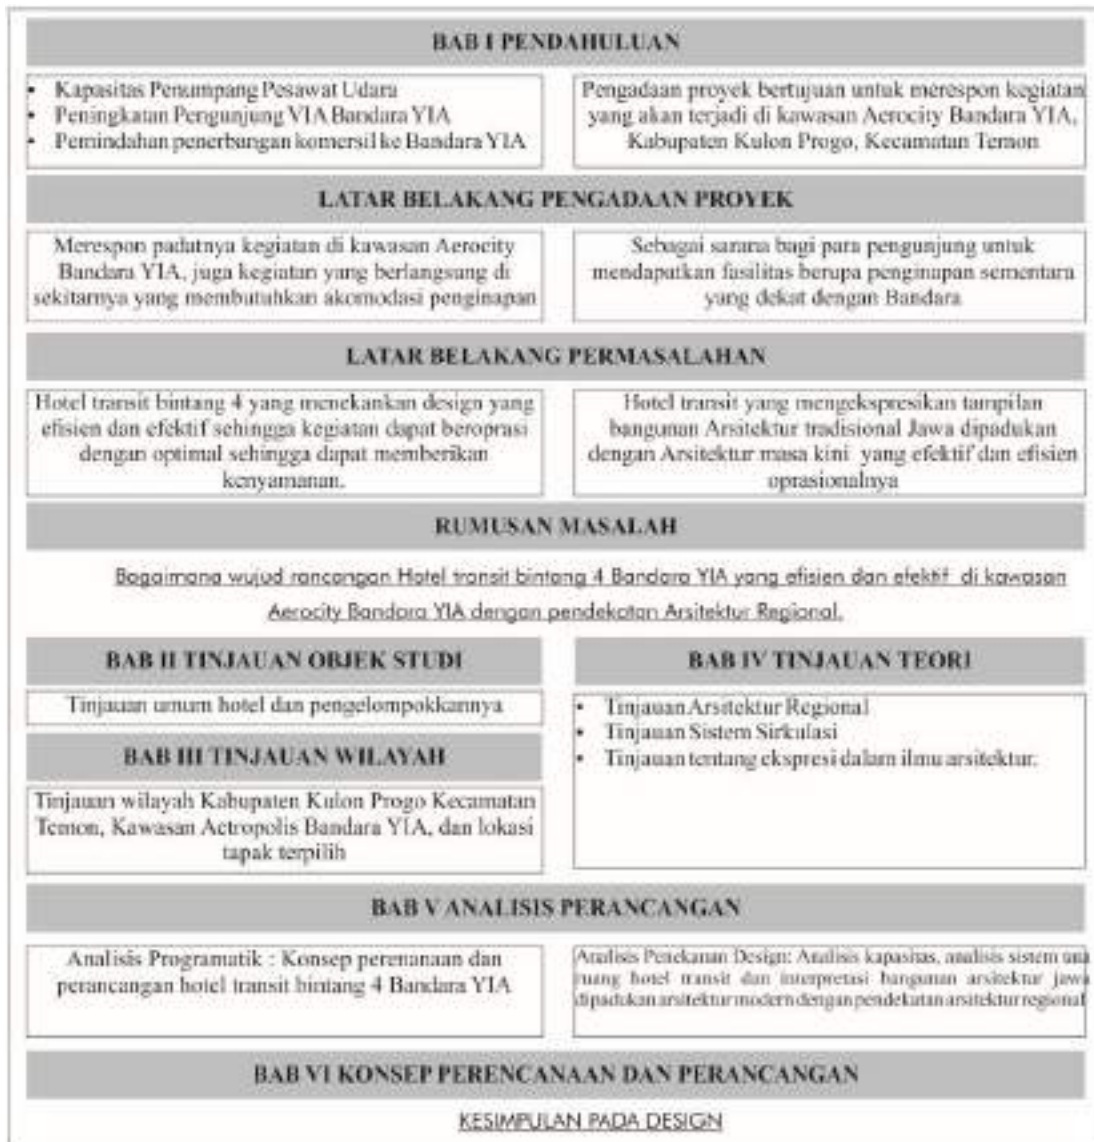 BAB I PENDAHULUAN
• Kapasitas Penumpang Pesawat Udara
• Peningkatan Pengunjung VIA Bandara YIA
• Pemindahan penerbangan komersil ke Bandara YIA
Pengadaan proyek bertujuan untuk merespon kegiatan
yang akan terjadi di kawasan Aerocity Bandara YIA,
Kabupaten Kulon Progo, Kecamatan Temon
LATAR BELAKANG PENGADAAN PROYEK
Merespon padatnya kegiatan di kawasan Aerocity
Bandara YIA, juga kegiatan yang berlangsang di
sekitarnya yang membutuhkan akomodasi penginapan
Sebagai sarana bagi para pengunjung untuk
mendapatkan fasilitas berupa penginapan sementara
yang dekat dengan Bandara
LATAR BELAKANG PERMASALAHAN
Hotel transit bintang 4 yang menekankan design yang
efisien dan efektif sehingga kegiatan dapat beroprasi
dengan optimal sehingga dapat memberikan
kenyamanan.
Hotel transit yang mengekspresikan tampilan
bangunan Arsitektur tradisional Jawa dipadukan
dengan Arsitektur masa kini yang efektif dan efisien
oprasionalnya
RUMUSAN MASALAH
Bagaimana wujud rancangan Hotel transit bintang 4 Bandara YIA yang efisien dan efektif di kawasan
Aerocity Bandara YIA dengan pendekatan Arsitektur Regional.
BAB II TINJAUAN OBJEK STUDI
Tinjauan umum hotel dan pengelompokkannya
BAB III TINJAUAN WILAYAH
Tinjauan wilayah Kabupaten Kulon Progo Kecamatan
Temon, Kawasan Actropolis Bandara YIA, dan lokasi
tapak terpilih
BAB IV TINJAUAN TEORI
• Tinjauan Arsitektur Regional
• Tinjauan Sistem Sirkulasi
• Tinjauan tentang ekspresi dalam ilmu arsitektur.
BAB V ANALISIS PERANCANGAN
Analisis Programatik : Konsep perenanaan dan
perancangan hotel transit bintang 4 Bandara YIA
Analisis Penekanan Design: Analisis kapasitas, analisis sistem tata
ruang hotel transit dan interpretasi bangunan arsitektur jawa
dipadukan arsitektur modern dengan pendekatan arsitektur regional
BAB VI KONSEP PERENCANAAN DAN PERANCANGAN
KESIMPULAN PADA DESIGN